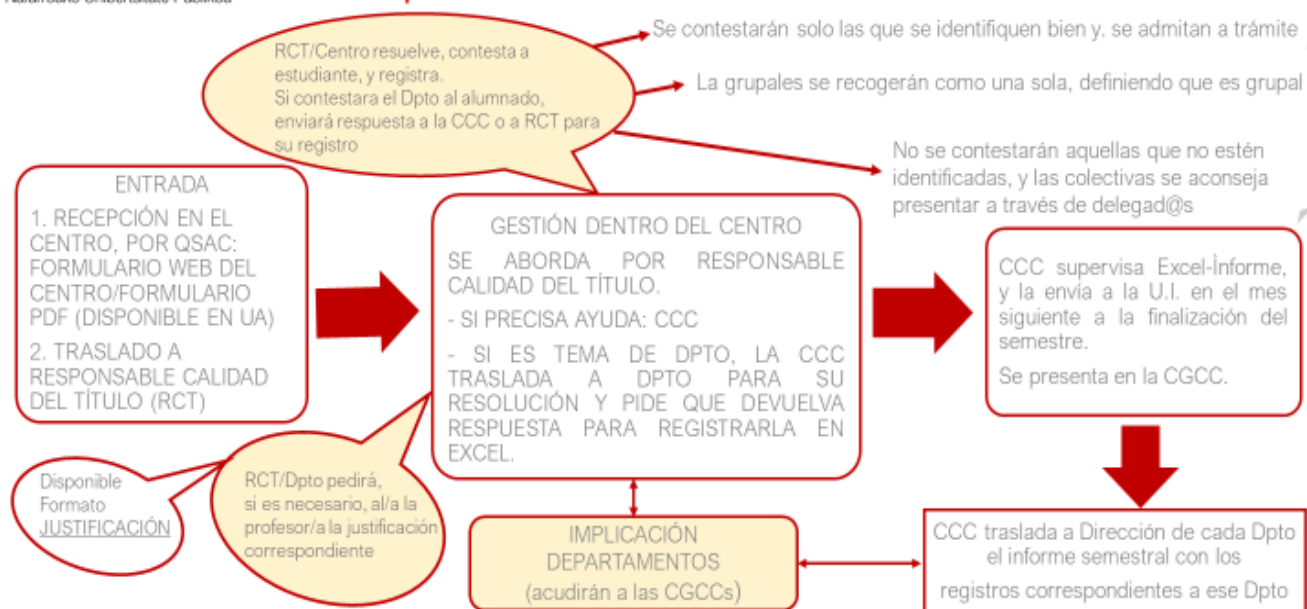 RCT/Centro resuelve, contesta a
estudiante, y registra.
Si contestara el Dpto al alumnado,
enviará respuesta a la CCC o a RCT para
su registro
Se contestarán solo las que se identifiquen bien y. se admitan a trámite
La grupales se recogerán como una sola, definiendo que es grupal
No se contestarán aquellas que no estén
identificadas, y las colectivas se aconseja
presentar a través de delegad@s
ENTRADA
1. RECEPCIÓN EN EL
CENTRO, POR QSAC:
FORMULARIO WEB DEL
CENTRO/FORMULARIO
PDF (DISPONIBLE EN UA)
2. TRASLADO A
RESPONSABLE CALIDAD
DEL TÍTULO (RCT)
GESTIÓN DENTRO DEL CENTRO
SE ABORDA POR RESPONSABLE
CALIDAD DEL TÍTULO.
- SI PRECISA AYUDA: CCC
- SI ES TEMA DE DPTO, LA CCC
TRASLADA A DPTO PARA SU
RESOLUCIÓN Y PIDE QUE DEVUELVA
RESPUESTA PARA REGISTRARLA EN
EXCEL.
CCC supervisa Excel-Ìnforme,
y la envía a la U.I. en el mes
siguiente a la finalización del
semestre.
Se presenta en la CGCC.
Disponible
Formato
JUSTIFICACIÓN
RCT/Dpto pedirá,
si es necesario, al/a la
profesor/a la justificación
correspondiente
IMPLICACIÓN
DEPARTAMENTOS
(acudirán a las CGCCs)
CCC traslada a Dirección de cada Dpto
el informe semestral con los
registros correspondientes a ese Dpto